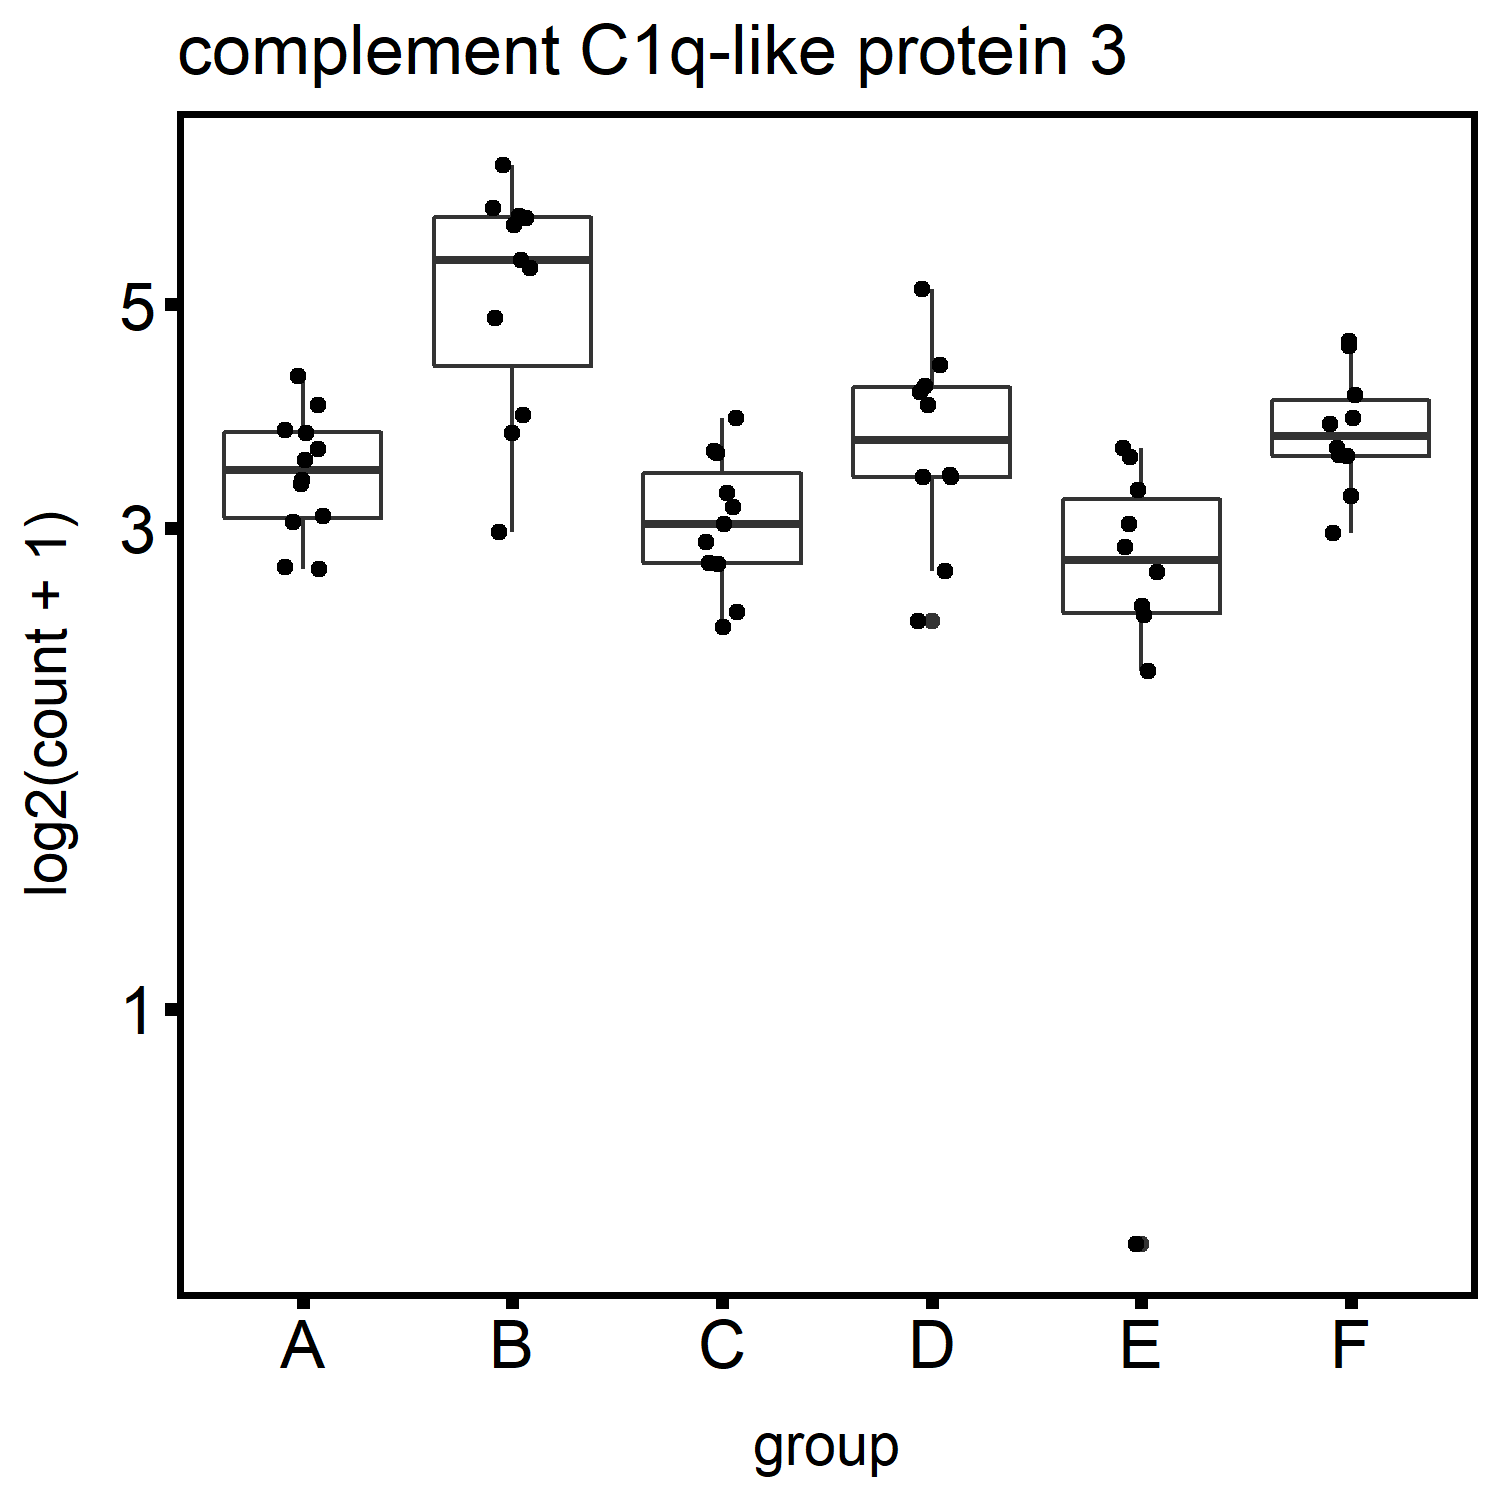 complement C1q-like protein 3
log2(count + 1)
5
3
1
A B C D E F
group